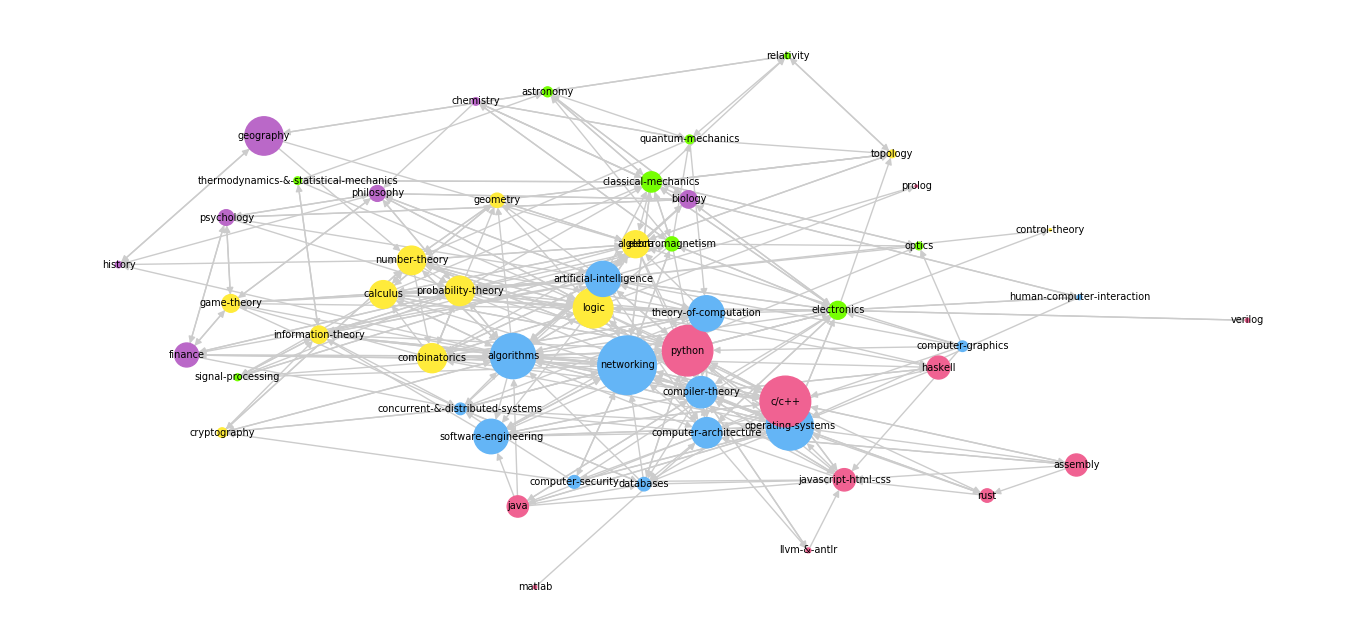 relativity
astronomy
chemistry
geography
quantum-mechanics
topology
thermodynamics-&-statistical-mechanics
classical-mechanics
prolog
philosophy
biology
geometry
psychology
control-theory
algebra
electromagnetism
optics
number-theory
history
artificial-intelligence
probability-theory
calculus
human-computer-interaction
game-theory
logic
theory-of-computation
electronics
verilog
information-theory
computer-graphics
python
finance
algorithms
combinatorics
networking
haskell
signal-processing
compiler-theory
c/c++
concurrent-&-distributed-systems
operating-systems
cryptography
software-engineering
computer-architecture
assembly
javascript-html-css
computer-security
databases
rust
java
llvm-&-antlr
matlab